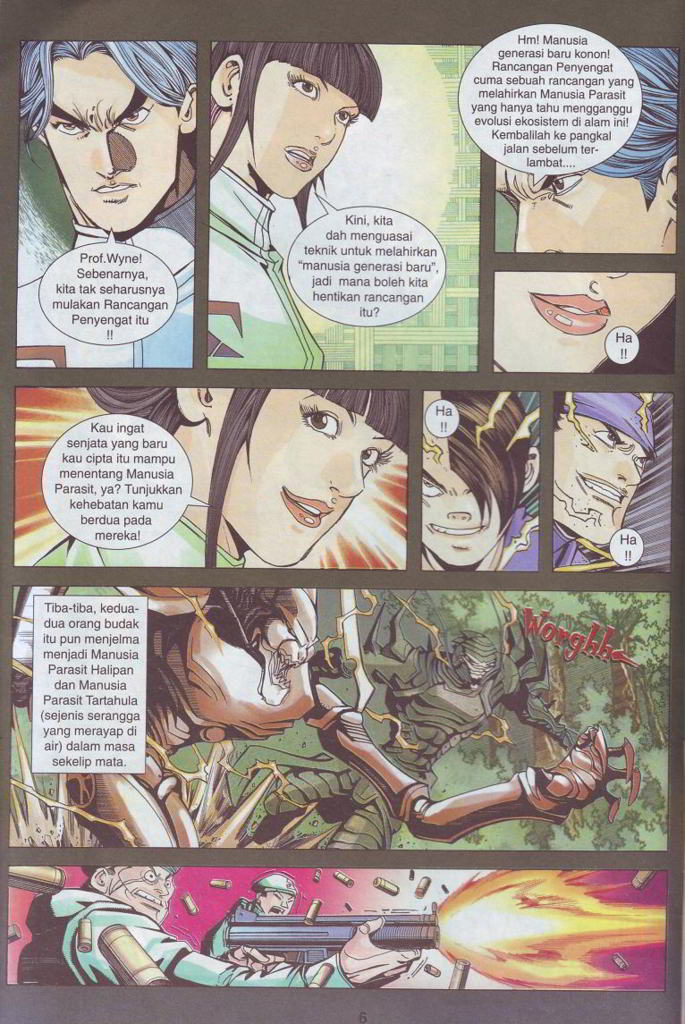 Prof.Wyne!
Sebenarnya,
kita tak seharusnya
mulakan Rancangan
Penyengat itu
!!
Kini, kita
dah menguasai
teknik untuk melahirkan
“manusia generasi baru”,
jadi mana boleh kita
hentikan rancangan
itu?
Hm! Manusia
generasi baru konon!
Rancangan Penyengat
cuma sebuah rancangan yang
melahirkan Manusia Parasit
yang hanya tahu mengganggu
evolusi ekosistem di alam ini!
Kembalilah ke pangkal
jalan sebelum ter-
lambat....
Ha
!!
Kau ingat
senjata yang baru
kau cipta itu mampu
menentang Manusia
Parasit, ya? Tunjukkan
kehebatan kamu
berdua pada
mereka!
Ha
!!
Ha
!!
Tiba-tiba, kedua-
dua orang budak
itu pun menjelma
menjadi Manusia
Parasit Halipan
dan Manusia
Parasit Tartahula
(sejenis serangga
yang merayap di
air) dalam masa
sekelip mata.
Worghh
6